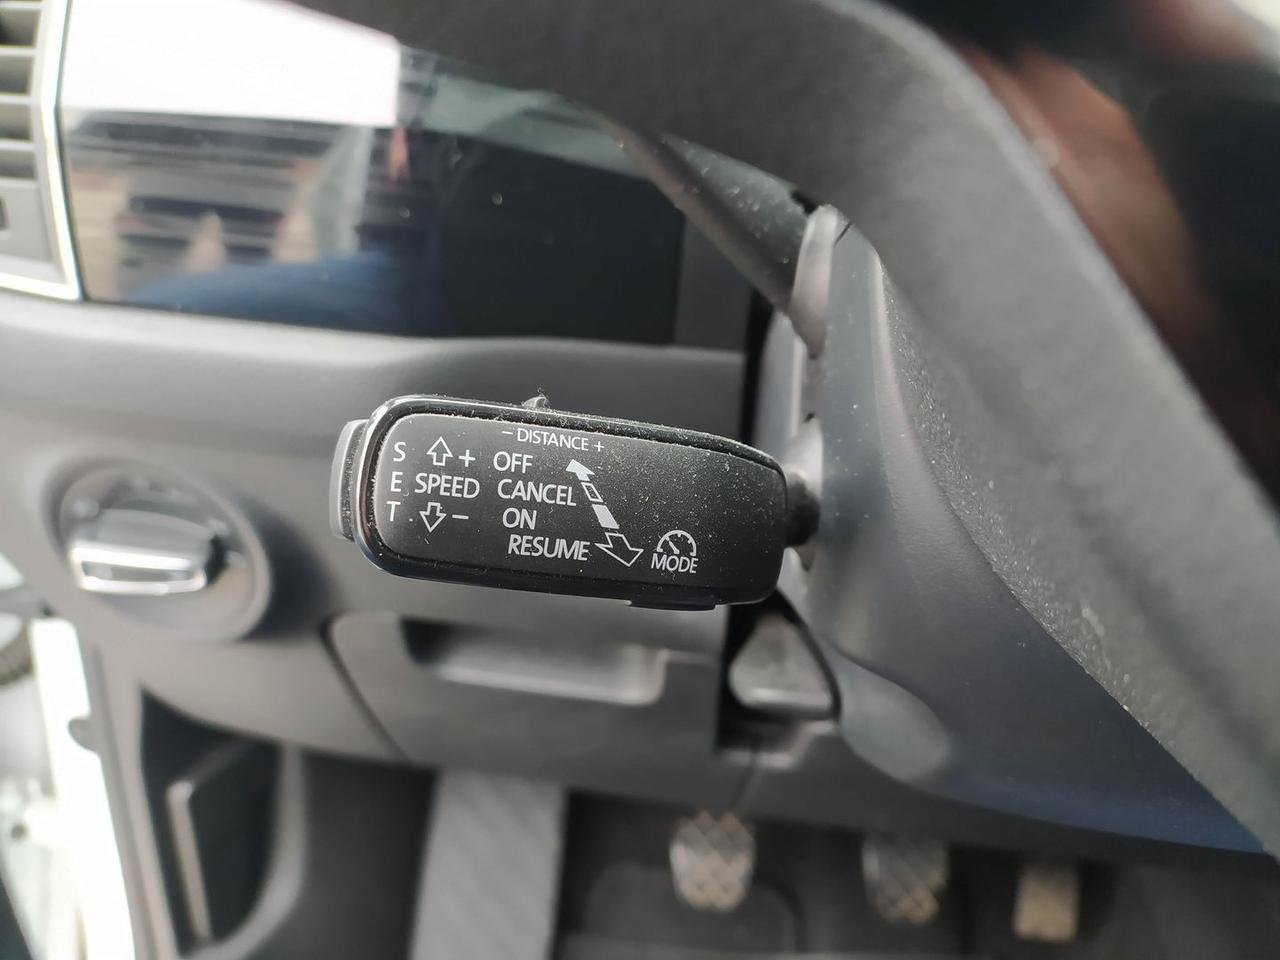 - DISTANCE +
S + OFF
E SPEED CANCEL
T - ON
RESUME
MODE